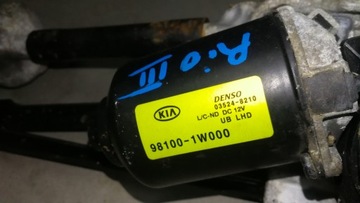 Rio III
DENSO
03524-8210
KIA
L/C-ND DC 12V
UB LHD
98100-1W000